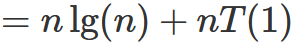 = n lg(n) + nT(1)